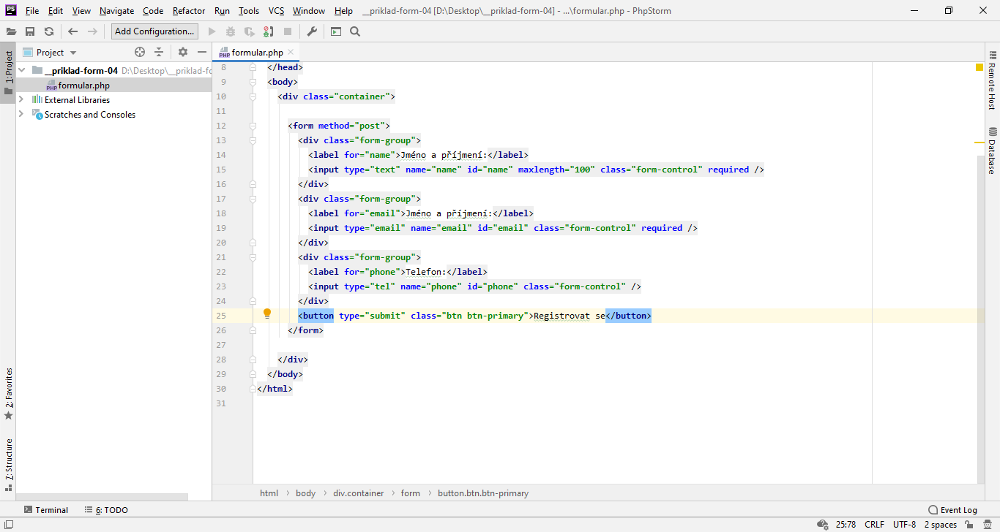 PS File Edit View Navigate Code Refactor Run Tools VCS Window Help __priklad-form-04 [D:\Desktop\__priklad-form-04] - ...\formular.php - PhpStorm
Add Configuration...
1: Project
Project
formular.php
__priklad-form-04 D:\Desktop\__priklad-fo
formular.php
External Libraries
Scratches and Consoles
8 </head>
9 <body>
10 <div class="container">
11
12 <form method="post">
13 <div class="form-group">
14 <label for="name">Jméno a příjmení:</label>
15 <input type="text" name="name" id="name" maxlength="100" class="form-control" required />
16 </div>
17 <div class="form-group">
18 <label for="email">Jméno a příjmení:</label>
19 <input type="email" name="email" id="email" class="form-control" required />
20 </div>
21 <div class="form-group">
22 <label for="phone">Telefon:</label>
23 <input type="tel" name="phone" id="phone" class="form-control" />
24 </div>
25 <button type="submit" class="btn btn-primary">Registrovat se</button>
26 </form>
27
28 </div>
29 </body>
30 </html>
31
Remote Host
Database
2: Favorites
7: Structure
html body div.container form button.btn.btn-primary
Terminal 6: TODO Event Log
25:78 CRLF UTF-8 2 spaces